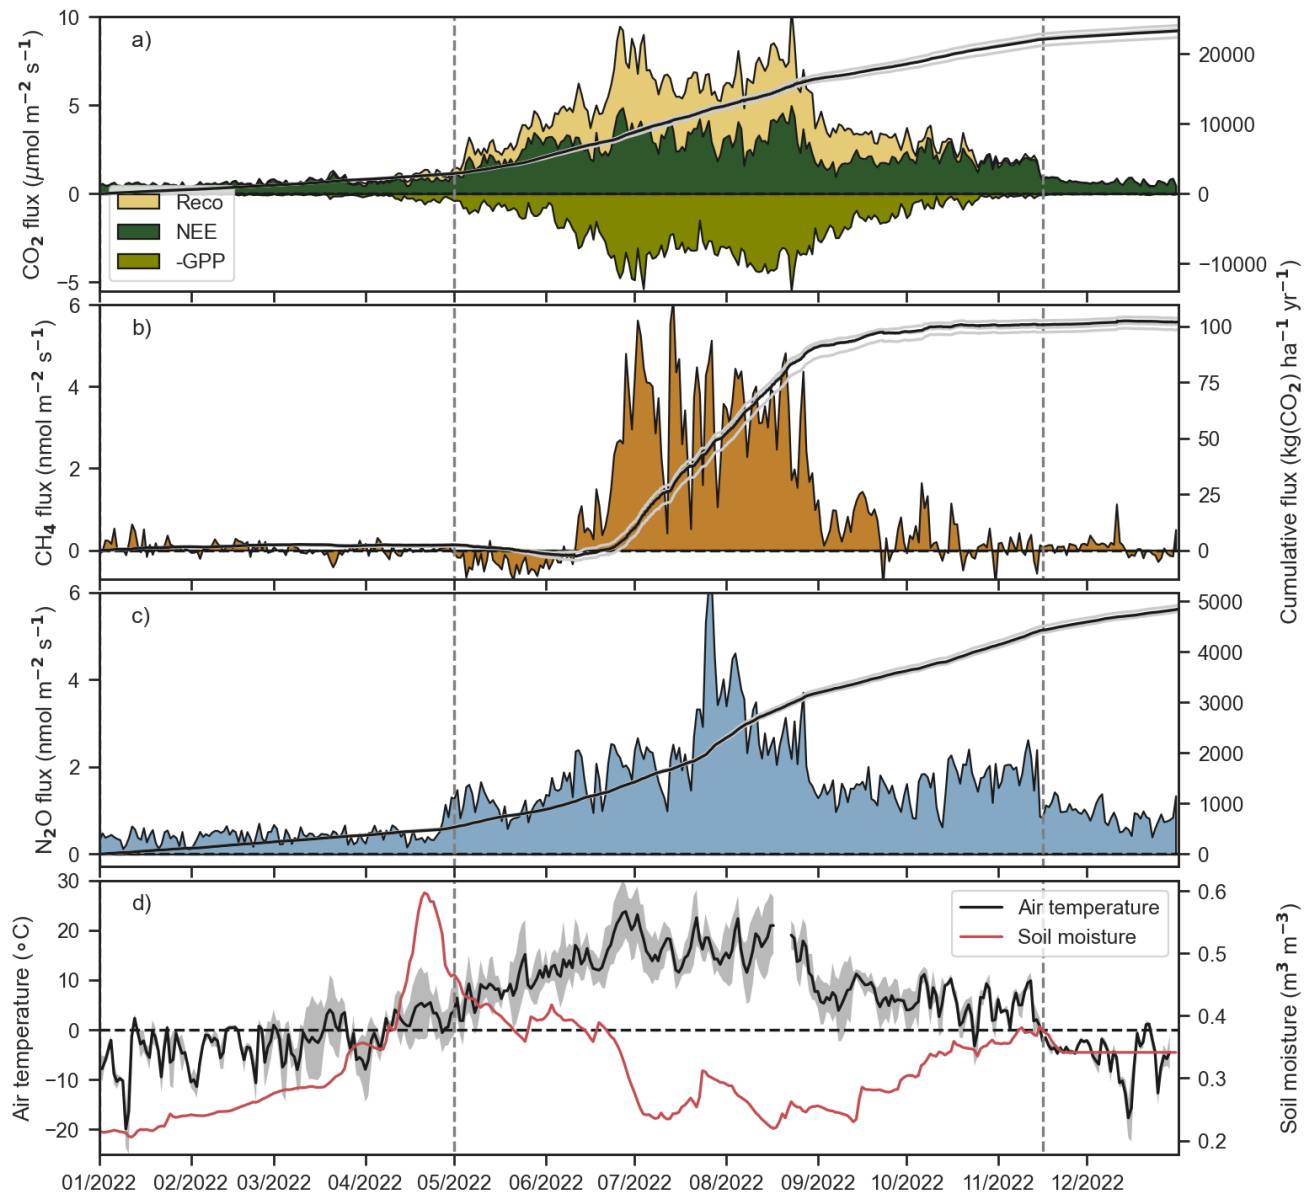 a)
10
5
0
−5
CO₂ flux (μmol m⁻² s⁻¹)
Reco
NEE
-GPP
20000
10000
0
−10000
b)
6
4
2
0
CH₄ flux (nmol m⁻² s⁻¹)
100
75
50
25
0
Cumulative flux (kg(CO₂) ha⁻¹ yr⁻¹)
c)
6
4
2
0
N₂O flux (nmol m⁻² s⁻¹)
5000
4000
3000
2000
1000
0
d)
30
20
10
0
−10
−20
Air temperature (∘C)
Air temperature
Soil moisture
0.6
0.5
0.4
0.3
0.2
Soil moisture (m³ m⁻³)
01/2022 02/2022 03/2022 04/2022 05/2022 06/2022 07/2022 08/2022 09/2022 10/2022 11/2022 12/2022